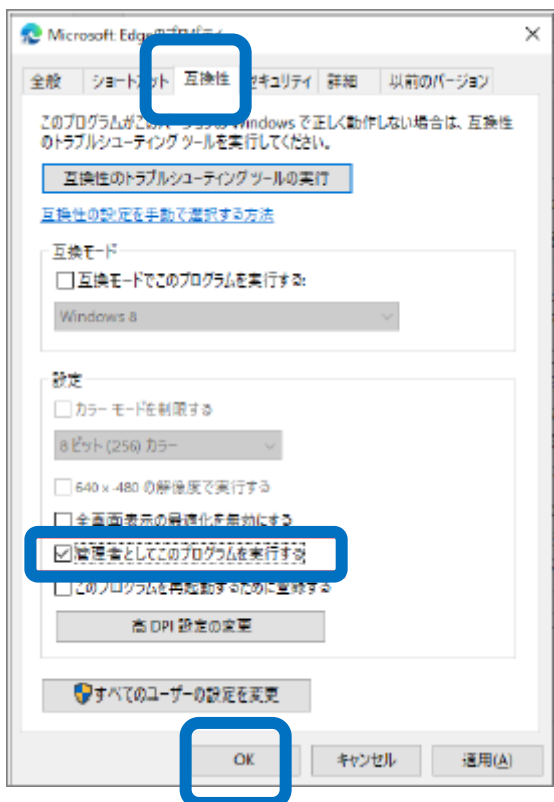 Microsoft Edgeのプロパティ
全般 ショートカット 互換性 セキュリティ 詳細 以前のバージョン
このプログラムがこのバージョンの Windows で正しく動作しない場合は、互換性
のトラブルシューティング ツールを実行してください。
互換性のトラブルシューティング ツールの実行
互換性の設定を手動で選択する方法
互換モード
互換モードでこのプログラムを実行する:
Windows 8
設定
カラー モードを制限する
8 ビット (256) カラー
640 x 480 の解像度で実行する
全画面表示の最適化を無効にする
管理者としてこのプログラムを実行する
このプログラムを再起動するために登録する
高 DPI 設定の変更
すべてのユーザーの設定を変更
OK キャンセル 適用(A)